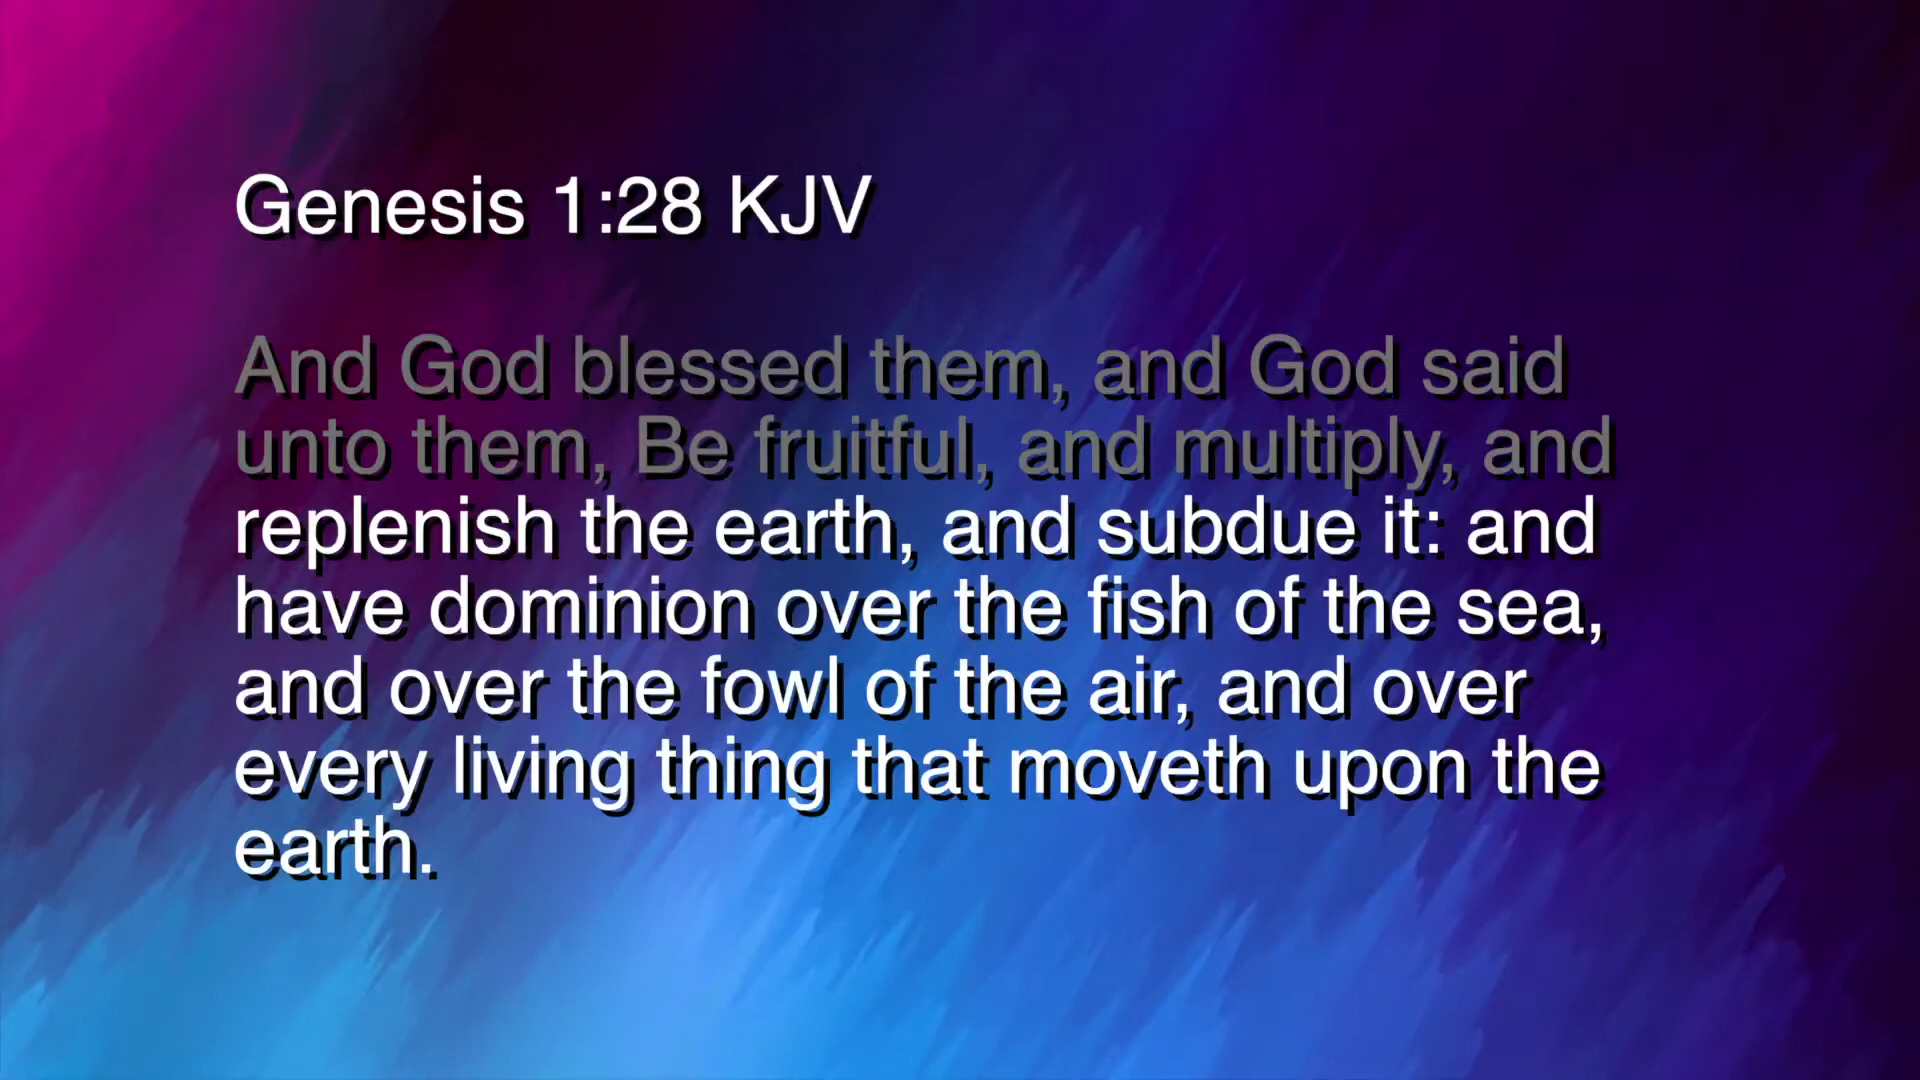 Genesis 1:28 KJV
And God blessed them, and God said
unto them, Be fruitful, and multiply, and
replenish the earth, and subdue it: and
have dominion over the fish of the sea,
and over the fowl of the air, and over
every living thing that moveth upon the
earth.